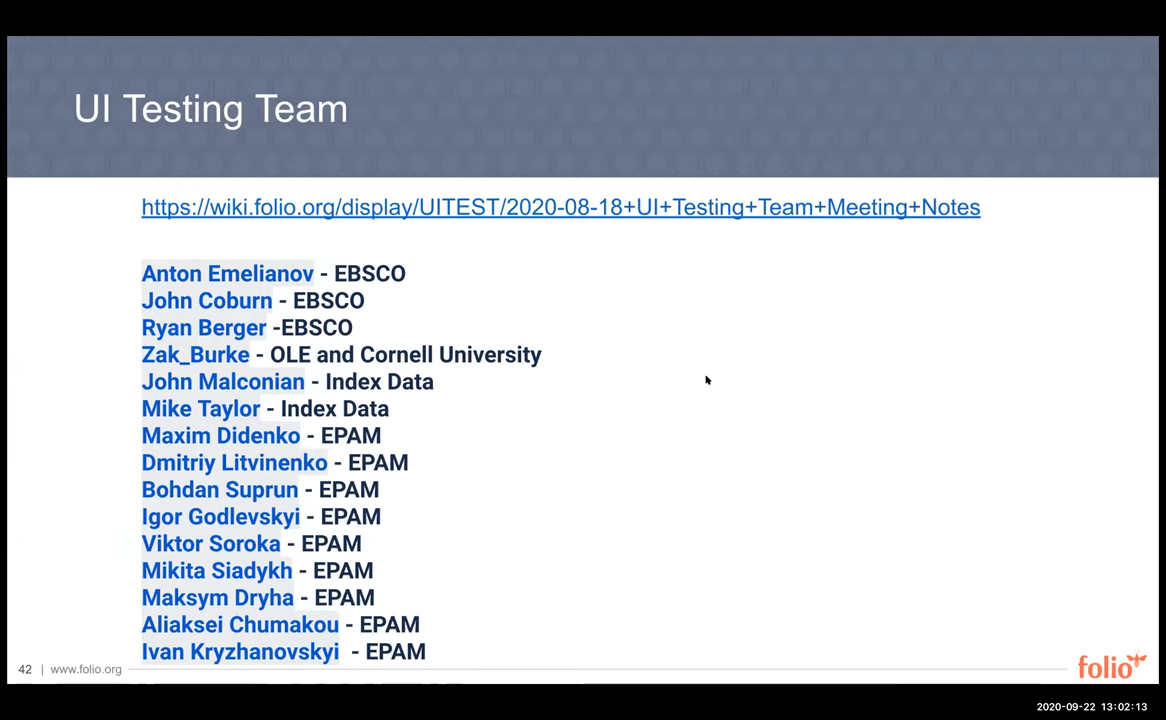 UI Testing Team
https://wiki.folio.org/display/UITEST/2020-08-18+UI+Testing+Team+Meeting+Notes
Anton Emelianov - EBSCO
John Coburn - EBSCO
Ryan Berger -EBSCO
Zak_Burke - OLE and Cornell University
John Malconian - Index Data
Mike Taylor - Index Data
Maxim Didenko - EPAM
Dmitriy Litvinenko - EPAM
Bohdan Suprun - EPAM
Igor Godlevskyi - EPAM
Viktor Soroka - EPAM
Mikita Siadykh - EPAM
Maksym Dryha - EPAM
Aliaksei Chumakou - EPAM
Ivan Kryzhanovskyi  - EPAM
42 | www.folio.org
folio
2020-09-22 13:02:13